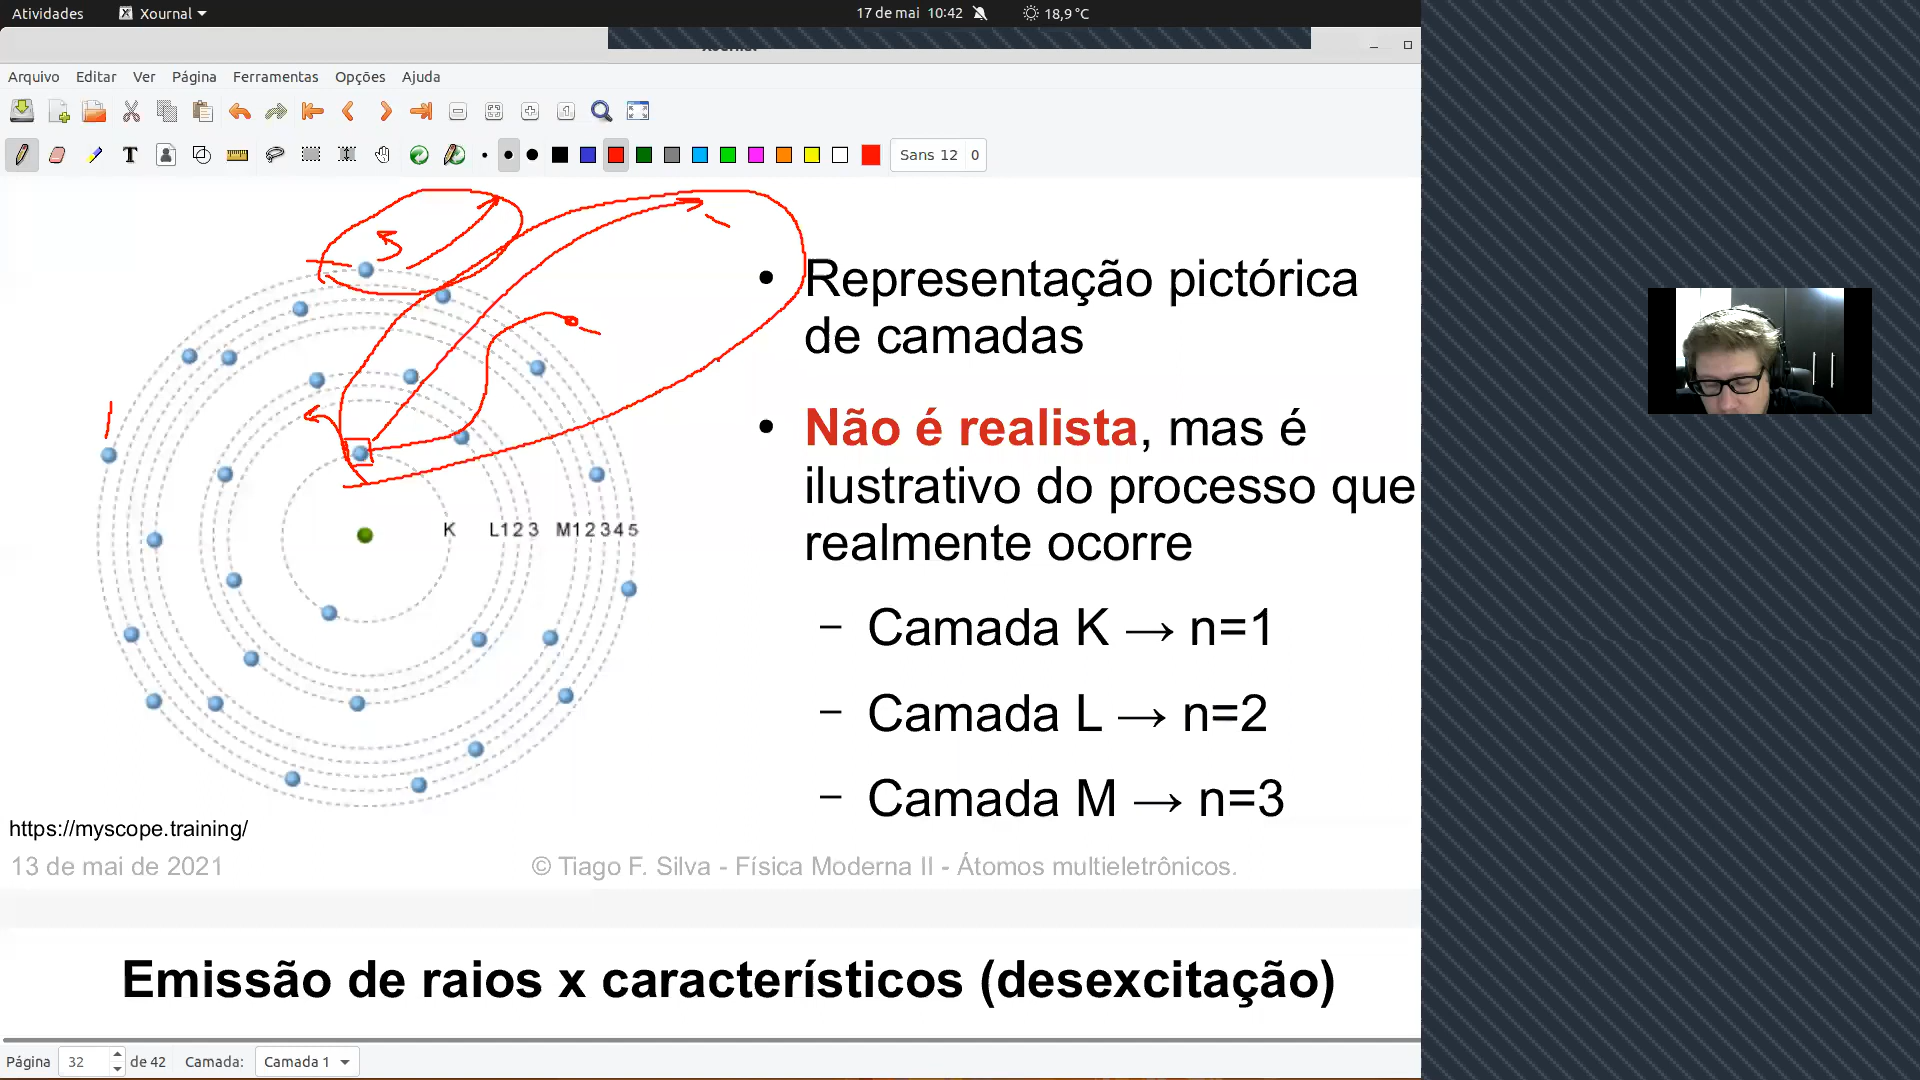 Atividades Xournal 17 de mai 10:42 18,9 °C
Arquivo Editar Ver Página Ferramentas Opções Ajuda
T Sans 12 0
• Representação pictórica
de camadas
• Não é realista, mas é
ilustrativo do processo que
realmente ocorre
K L123 M12345
– Camada K → n=1
– Camada L → n=2
– Camada M → n=3
https://myscope.training/
13 de mai de 2021 © Tiago F. Silva - Física Moderna II - Átomos multieletrônicos.
Emissão de raios x característicos (desexcitação)
Página 32 de 42 Camada: Camada 1